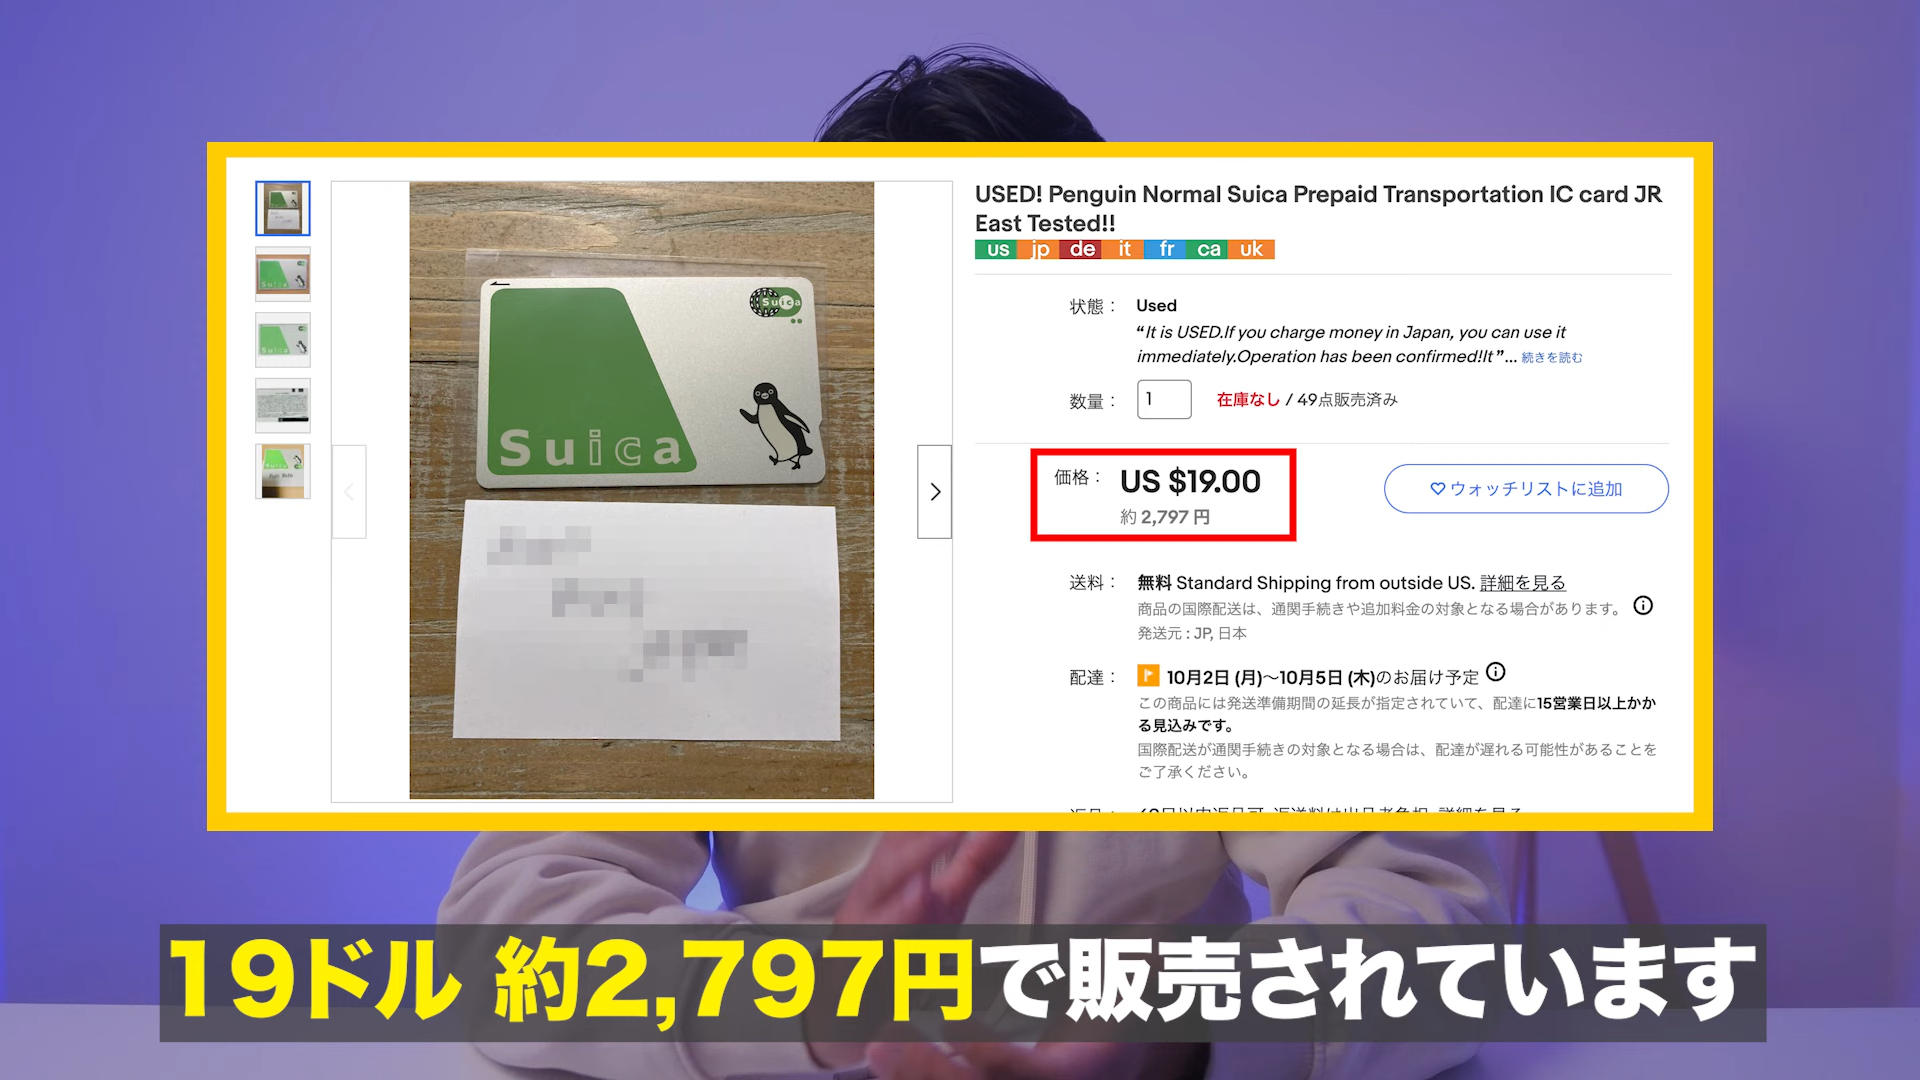 Suica
Suica
USED! Penguin Normal Suica Prepaid Transportation IC card JR
East Tested!!
us jp de it fr ca uk
状態： Used
“It is USED.If you charge money in Japan, you can use it
immediately.Operation has been confirmed!It” ... 続きを読む
数量： 1 在庫なし / 49点販売済み
価格： US $19.00
約 2,797 円
♡ ウォッチリストに追加
送料： 無料 Standard Shipping from outside US. 詳細を見る
商品の国際配送は、通関手続きや追加料金の対象となる場合があります。
発送元 : JP, 日本
配達： 10月2日 (月)～10月5日 (木)のお届け予定
この商品には発送準備期間の延長が指定されていて、配達に15営業日以上かか
る見込みです。
国際配送が通関手続きの対象となる場合は、配達が遅れる可能性があることを
ご了承ください。
19ドル 約2,797円で販売されています